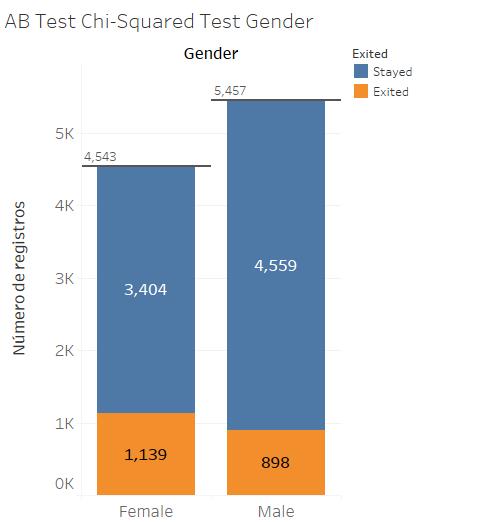 AB Test Chi-Squared Test Gender
Gender
Exited
Stayed
Exited
Número de registros
5K
4K
3K
2K
1K
0K
4,543
5,457
3,404
4,559
1,139
898
Female
Male